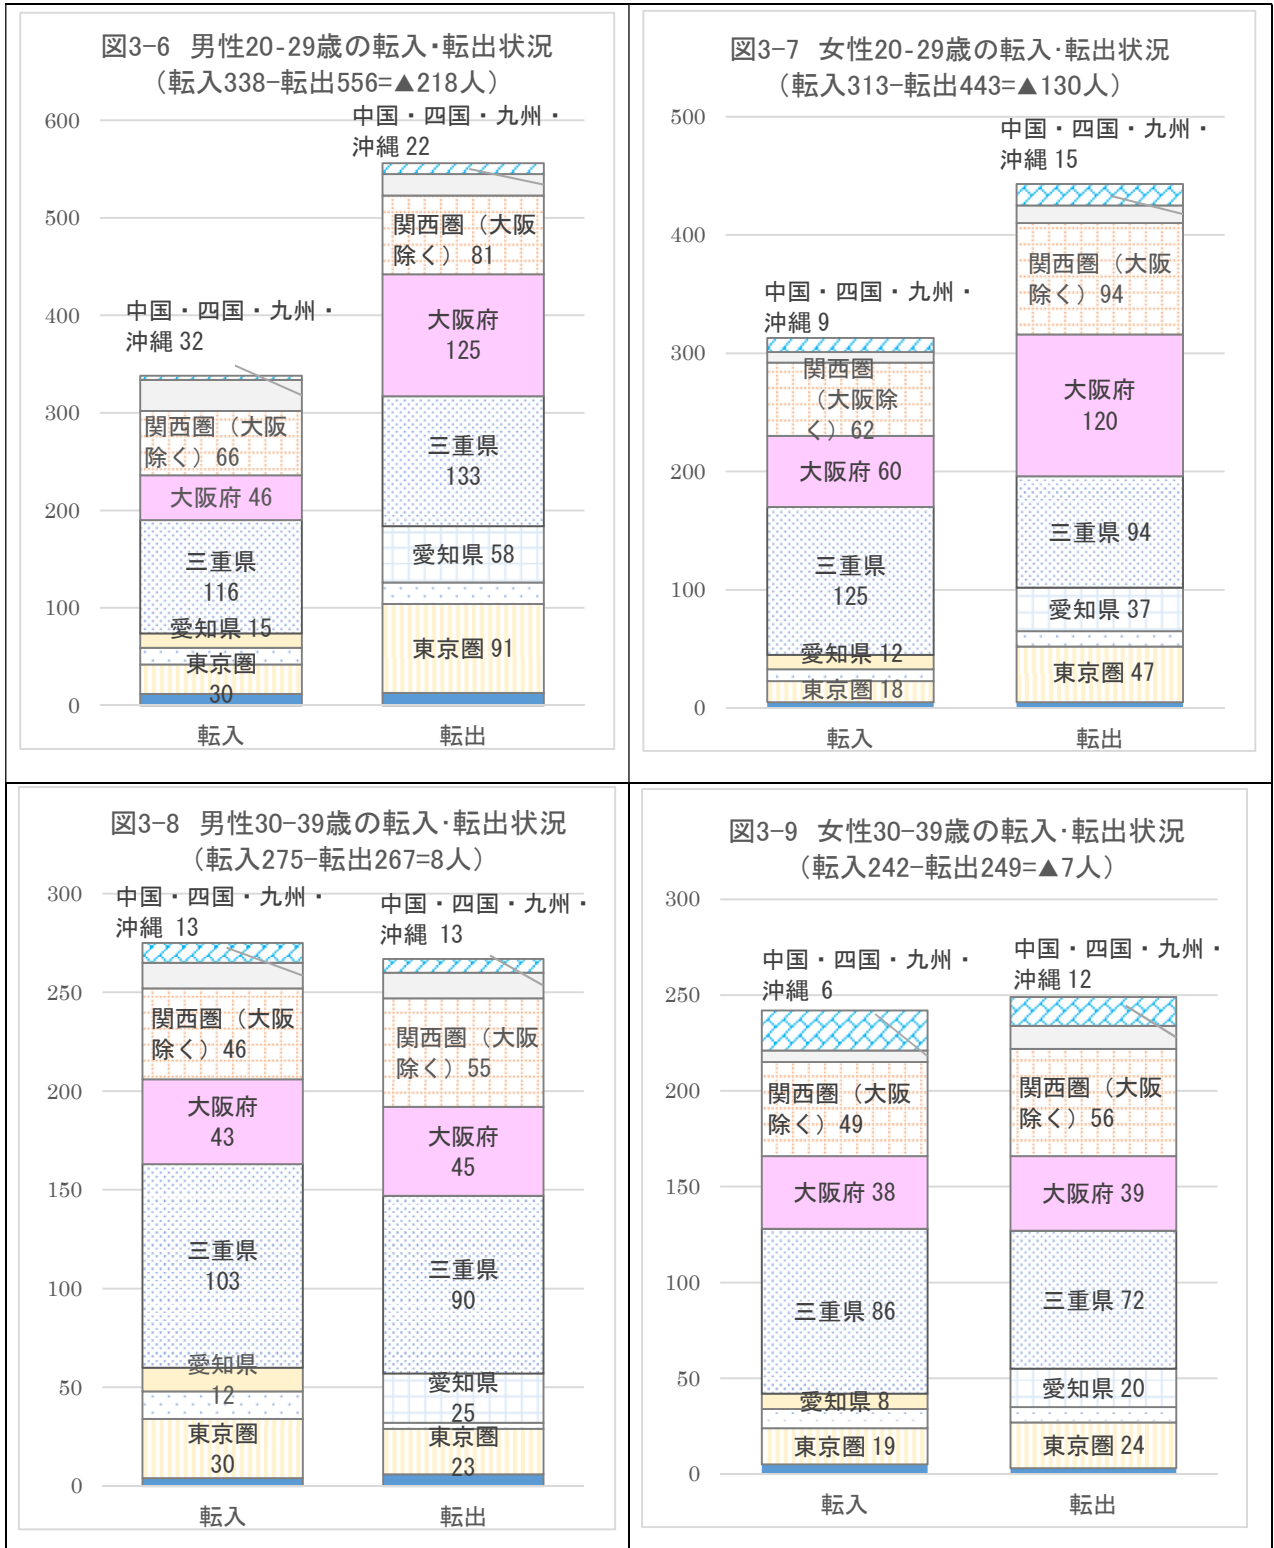 図3-6 男性20-29歳の転入・転出状況
（転入338-転出556=▲218人）
600
500
400
300
200
100
0
中国・四国・九州・
沖縄 32
関西圏（大阪
除く）66
大阪府 46
三重県
116
愛知県 15
東京圏
30
転入
中国・四国・九州・
沖縄 22
関西圏（大阪
除く）81
大阪府
125
三重県
133
愛知県 58
東京圏 91
転出
図3-7 女性20-29歳の転入・転出状況
（転入313-転出443=▲130人）
500
400
300
200
100
0
中国・四国・九州・
沖縄 9
関西圏
（大阪除
く）62
大阪府 60
三重県
125
愛知県 12
東京圏 18
転入
中国・四国・九州・
沖縄 15
関西圏（大阪
除く）94
大阪府
120
三重県 94
愛知県 37
東京圏 47
転出
図3-8 男性30-39歳の転入・転出状況
（転入275-転出267=8人）
300
250
200
150
100
50
0
中国・四国・九州・
沖縄 13
関西圏（大阪
除く）46
大阪府
43
三重県
103
愛知県
12
東京圏
30
転入
中国・四国・九州・
沖縄 13
関西圏（大阪
除く）55
大阪府
45
三重県
90
愛知県
25
東京圏
23
転出
図3-9 女性30-39歳の転入・転出状況
（転入242-転出249=▲7人）
300
250
200
150
100
50
0
中国・四国・九州・
沖縄 6
関西圏（大阪
除く）49
大阪府 38
三重県 86
愛知県 8
東京圏 19
転入
中国・四国・九州・
沖縄 12
関西圏（大阪
除く）56
大阪府 39
三重県 72
愛知県 20
東京圏 24
転出